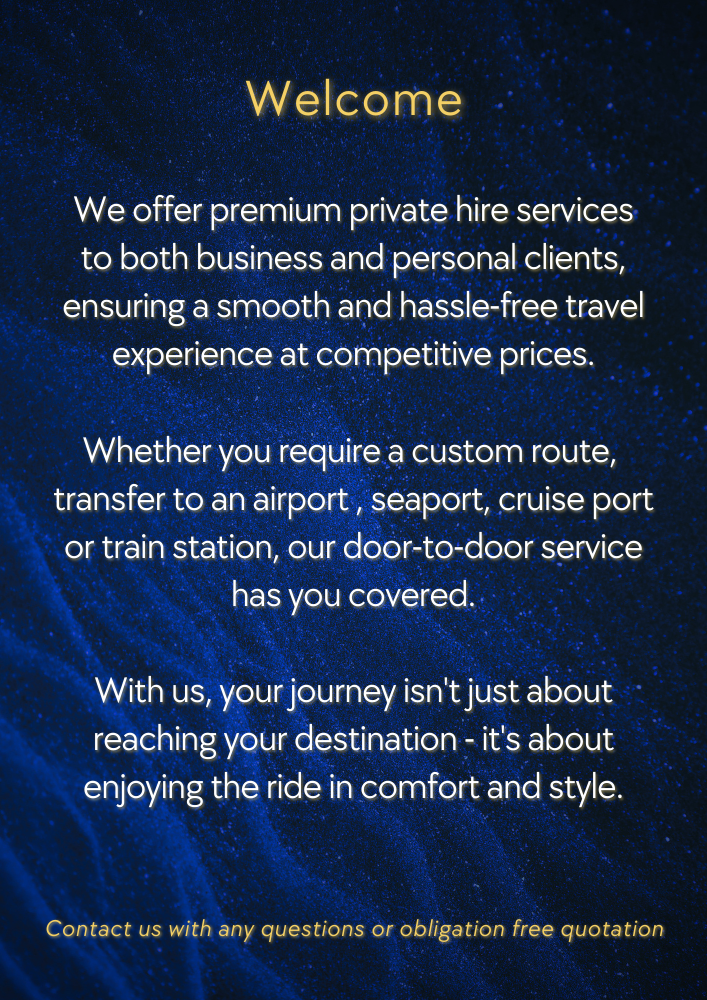 Welcome
We offer premium private hire services
to both business and personal clients,
ensuring a smooth and hassle-free travel
experience at competitive prices.
Whether you require a custom route,
transfer to an airport , seaport, cruise port
or train station, our door-to-door service
has you covered.
With us, your journey isn't just about
reaching your destination - it's about
enjoying the ride in comfort and style.
Contact us with any questions or obligation free quotation